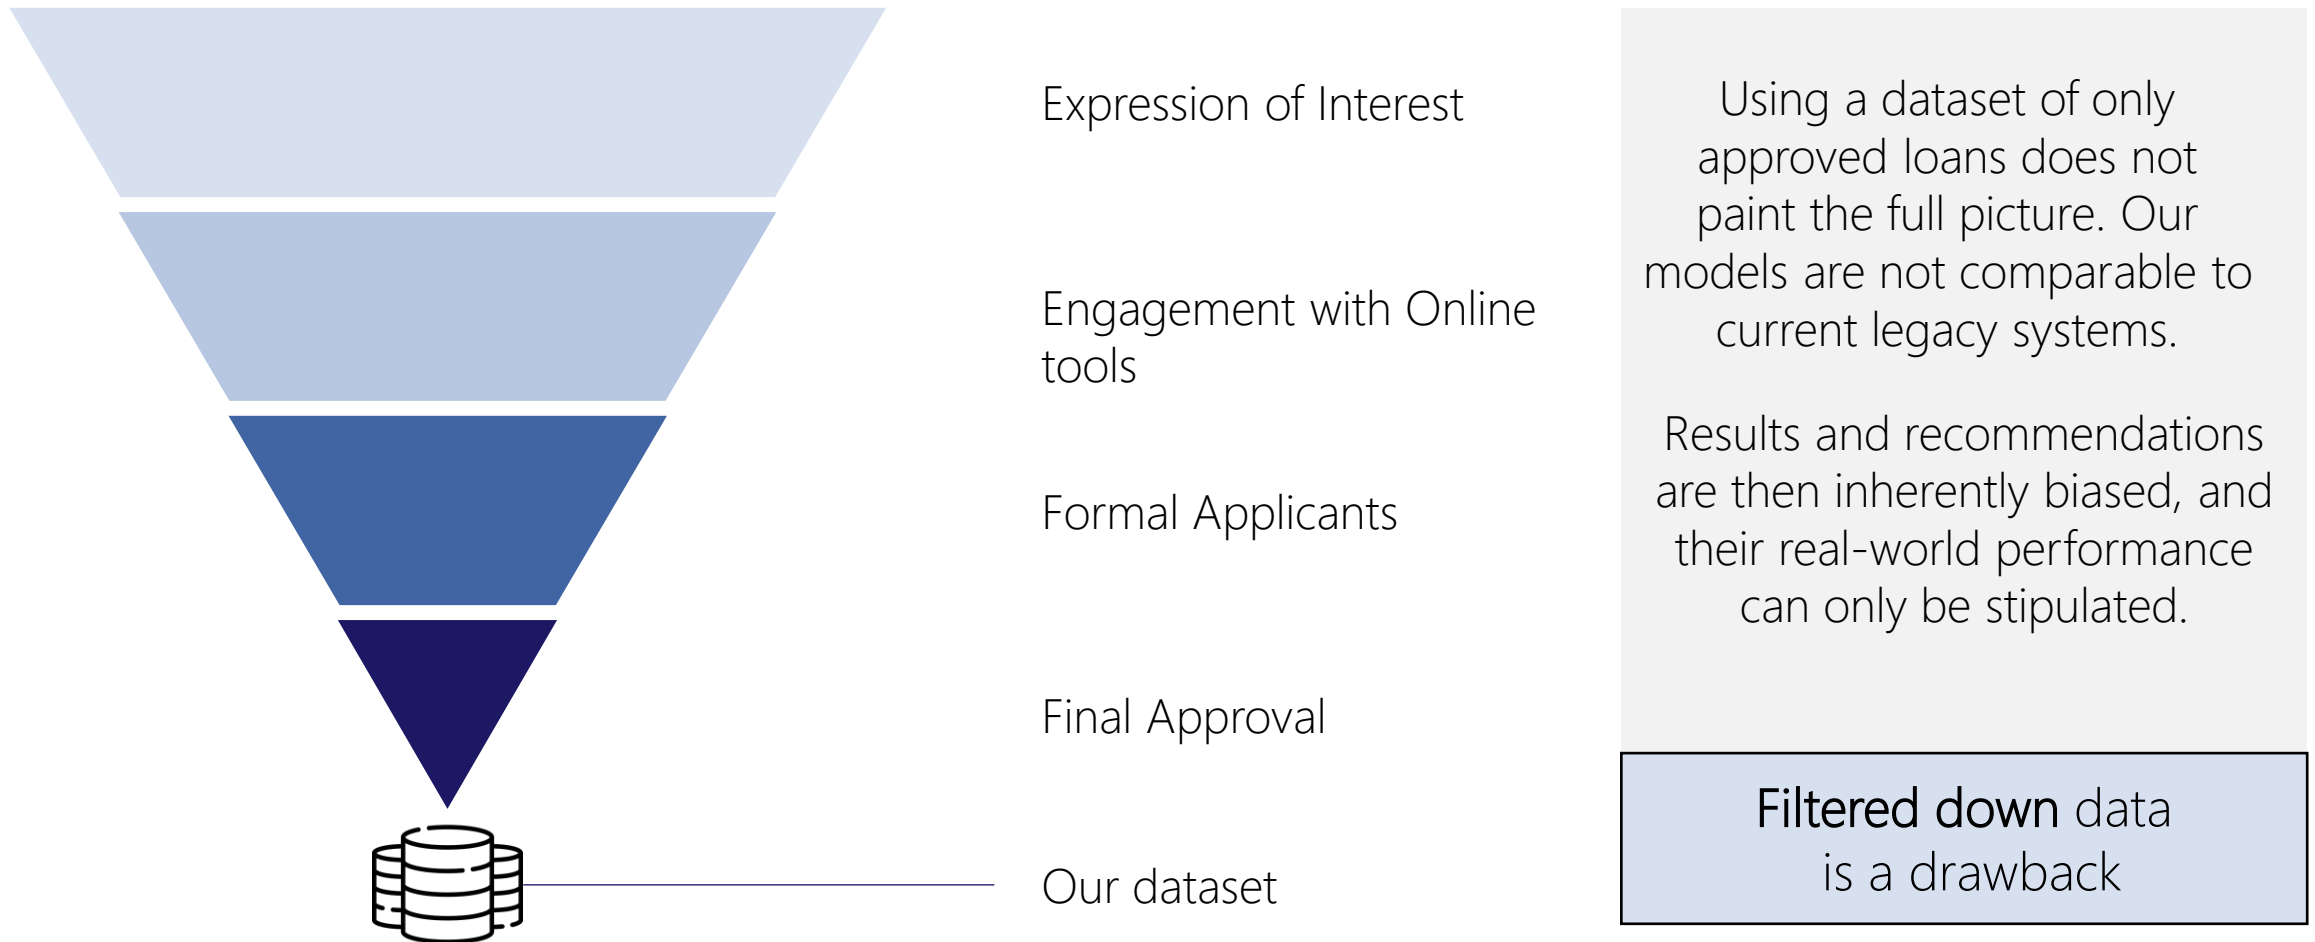 Expression of Interest
Engagement with Online
tools
Formal Applicants
Final Approval
Our dataset
Using a dataset of only
approved loans does not
paint the full picture. Our
models are not comparable to
current legacy systems.
Results and recommendations
are then inherently biased, and
their real-world performance
can only be stipulated.
Filtered down data
is a drawback